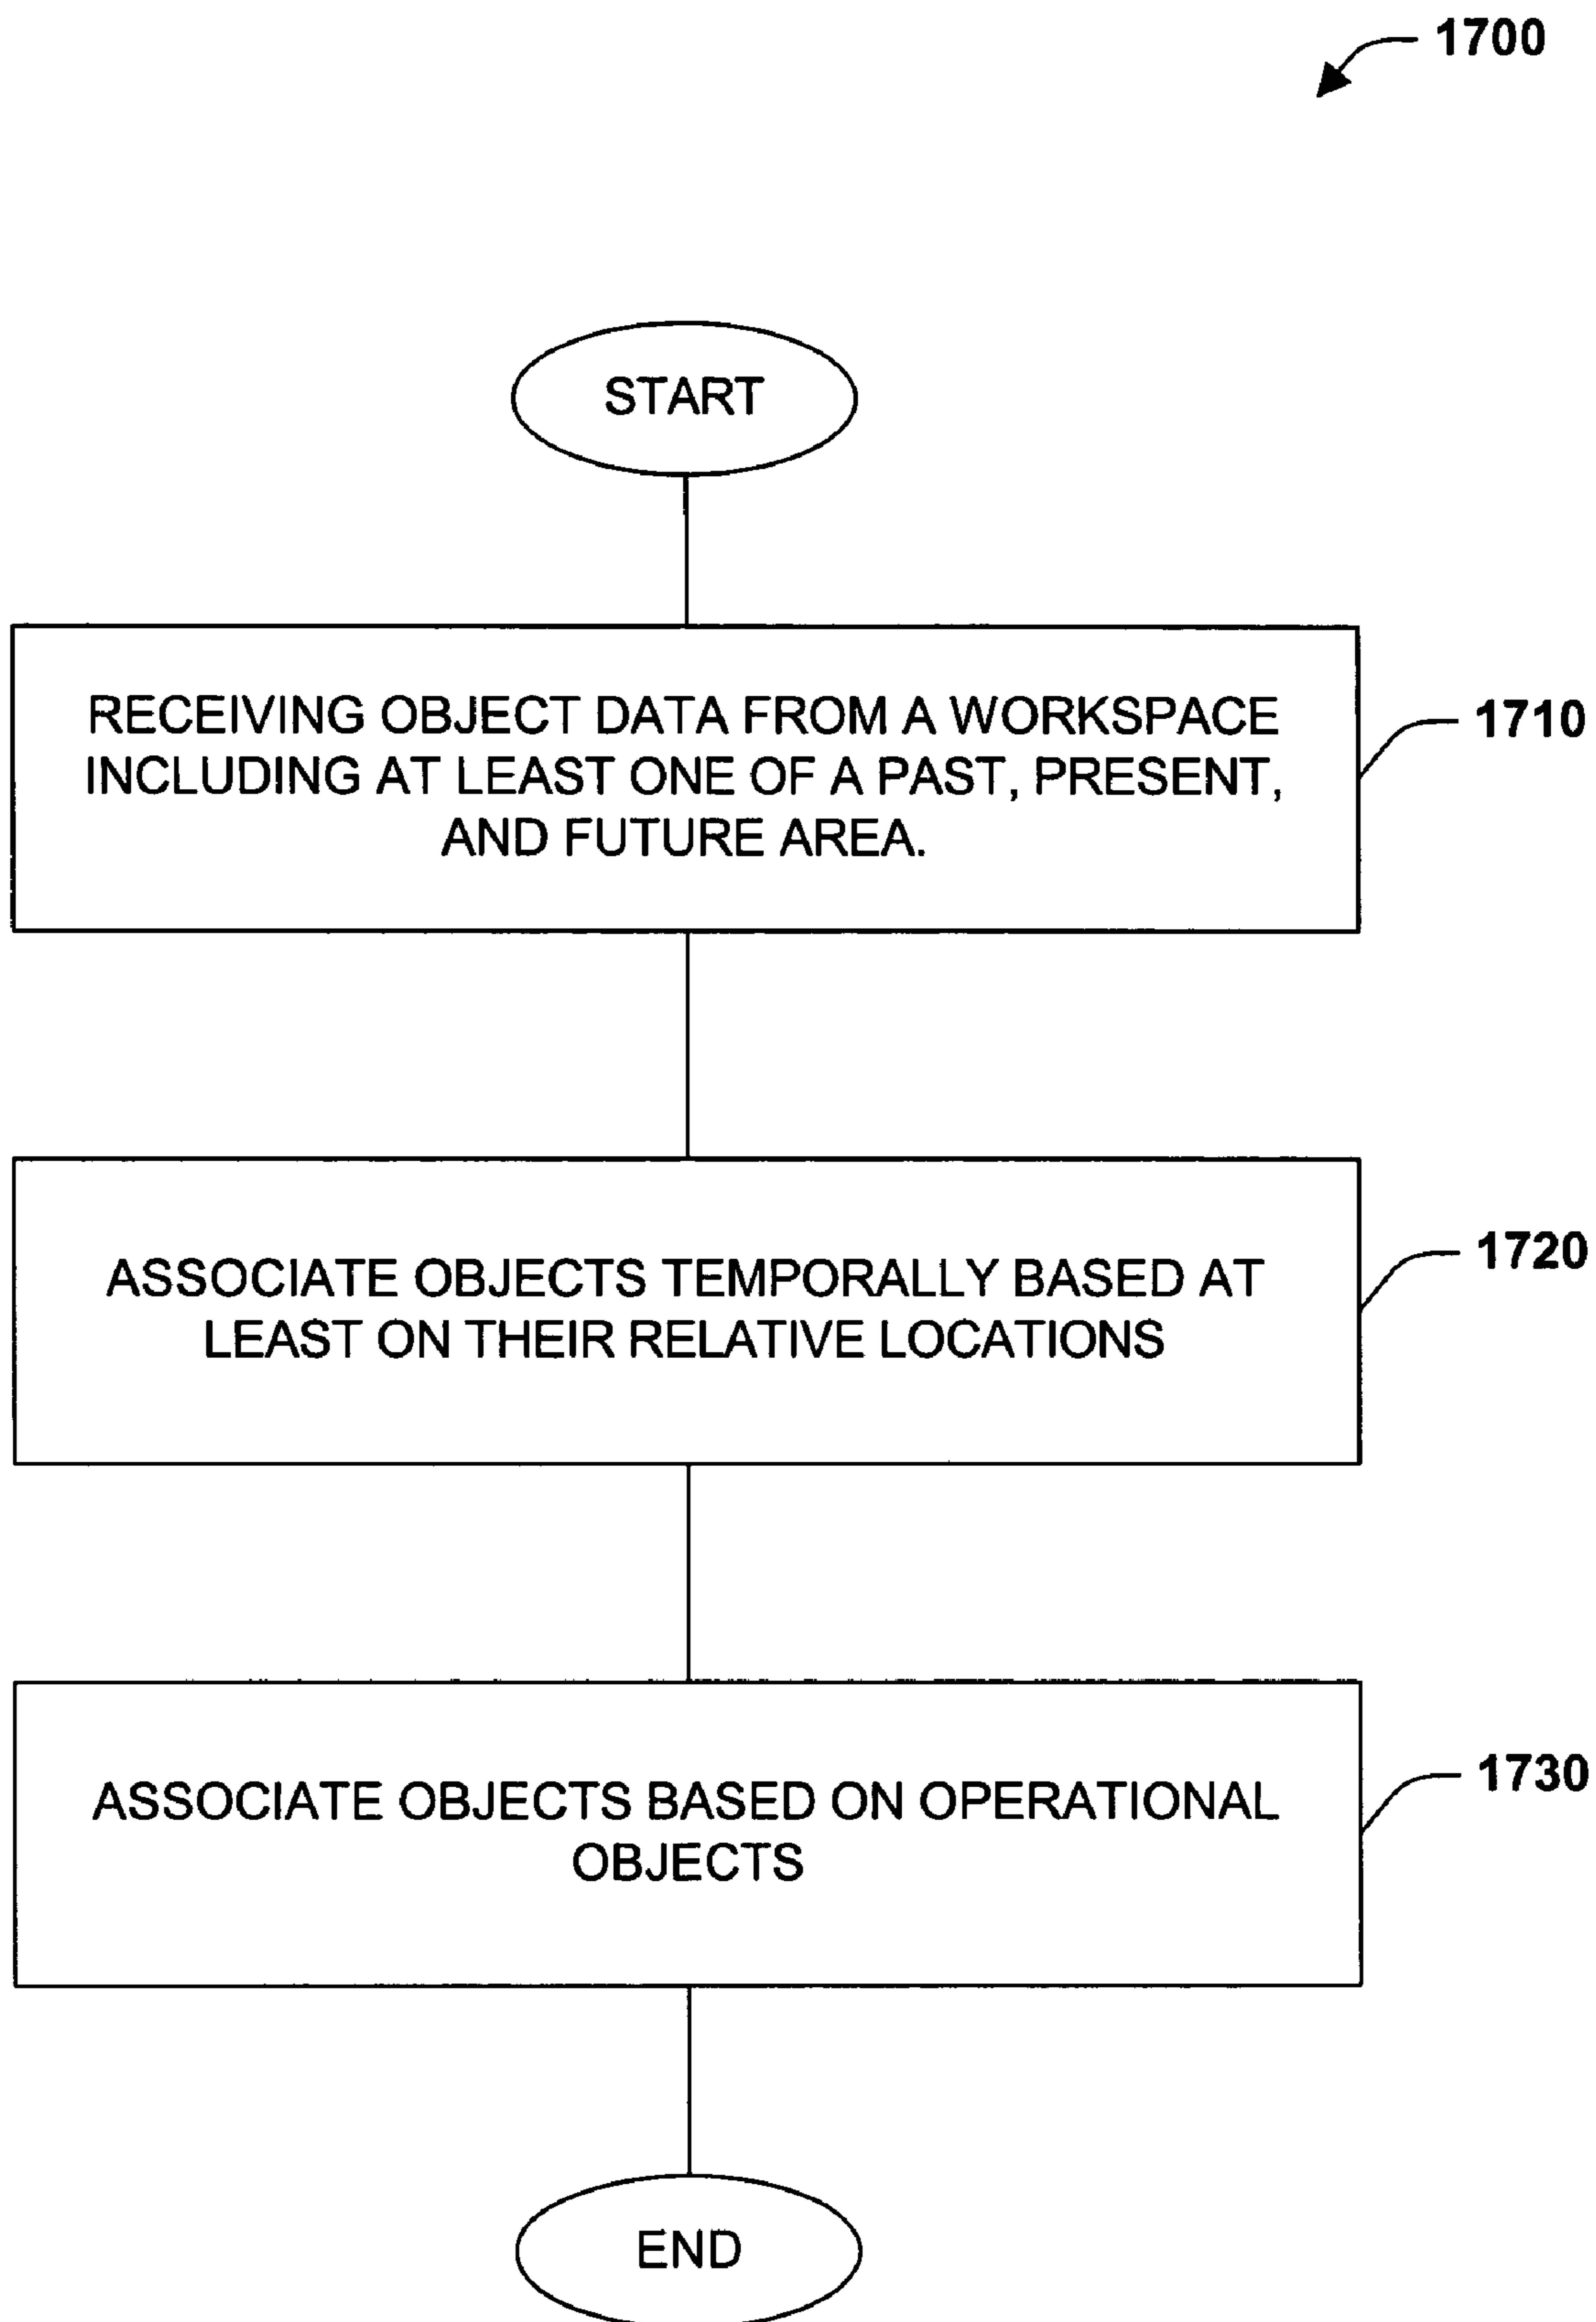 1700
START
RECEIVING OBJECT DATA FROM A WORKSPACE
INCLUDING AT LEAST ONE OF A PAST, PRESENT,
AND FUTURE AREA.
1710
ASSOCIATE OBJECTS TEMPORALLY BASED AT
LEAST ON THEIR RELATIVE LOCATIONS
1720
ASSOCIATE OBJECTS BASED ON OPERATIONAL
OBJECTS
1730
END